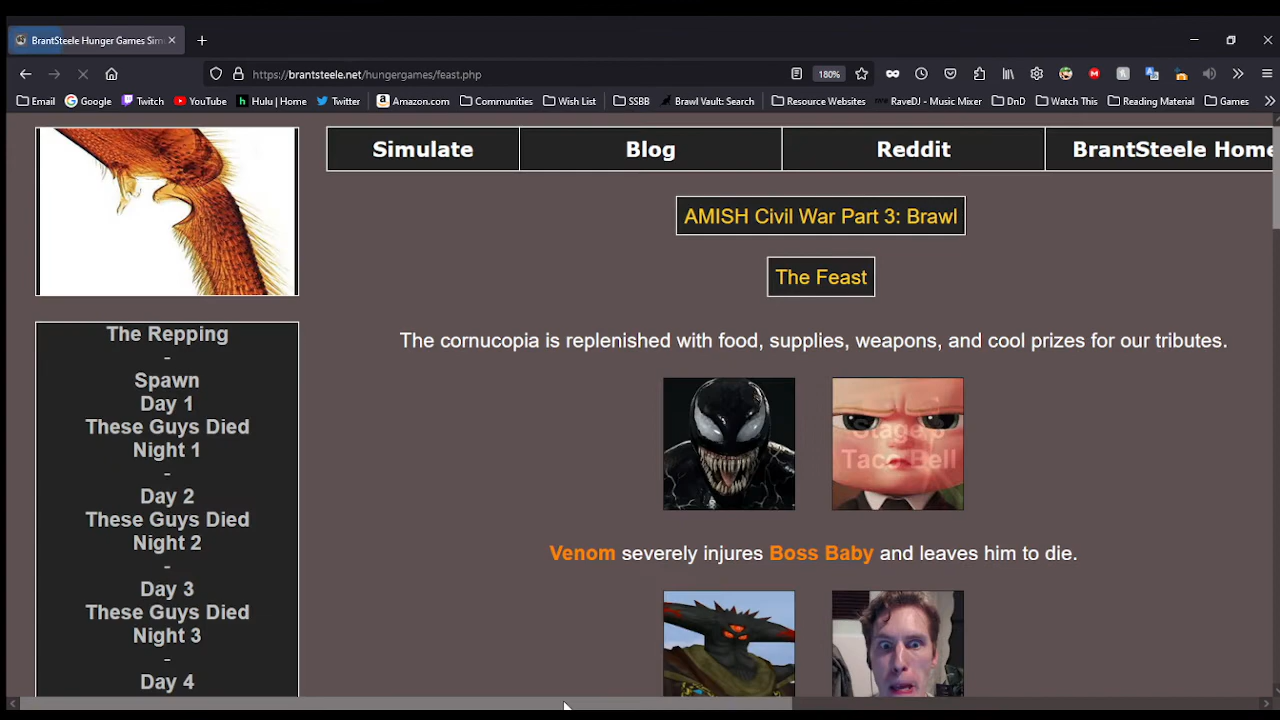 BrantSteele Hunger Games Sim
https://brantsteele.net/hungergames/feast.php
180%
Email
Google
Twitch
YouTube
Hulu | Home
Twitter
Amazon.com
Communities
Wish List
SSBB
Brawl Vault: Search
Resource Websites
RaveDJ - Music Mixer
DnD
Watch This
Reading Material
Games
Simulate
Blog
Reddit
BrantSteele Home
AMISH Civil War Part 3: Brawl
The Feast
The cornucopia is replenished with food, supplies, weapons, and cool prizes for our tributes.
Stage 3
Taco Bell
Venom severely injures Boss Baby and leaves him to die.
The Repping
-
Spawn
Day 1
These Guys Died
Night 1
-
Day 2
These Guys Died
Night 2
-
Day 3
These Guys Died
Night 3
-
Day 4